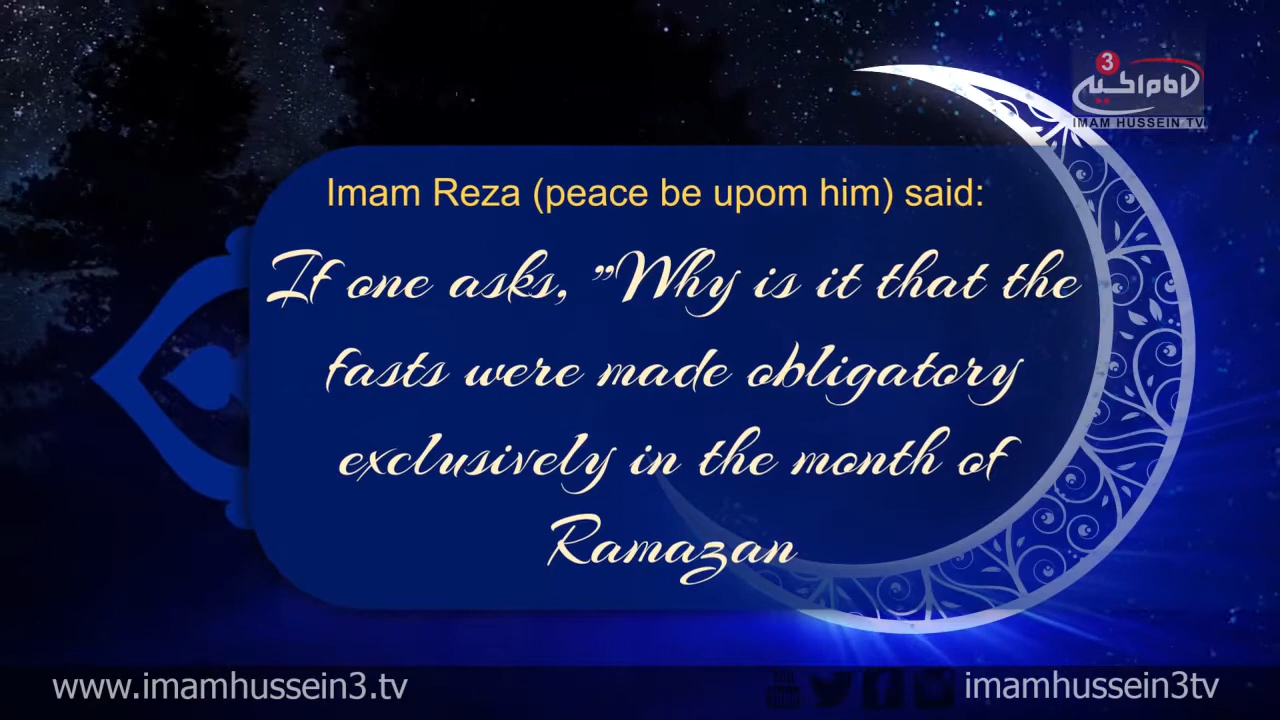 3
IMAM HUSSEIN TV
Imam Reza (peace be upom him) said:
If one asks, ”Why is it that the
fasts were made obligatory
exclusively in the month of
Ramazan
www.imamhussein3.tv
imamhussein3tv